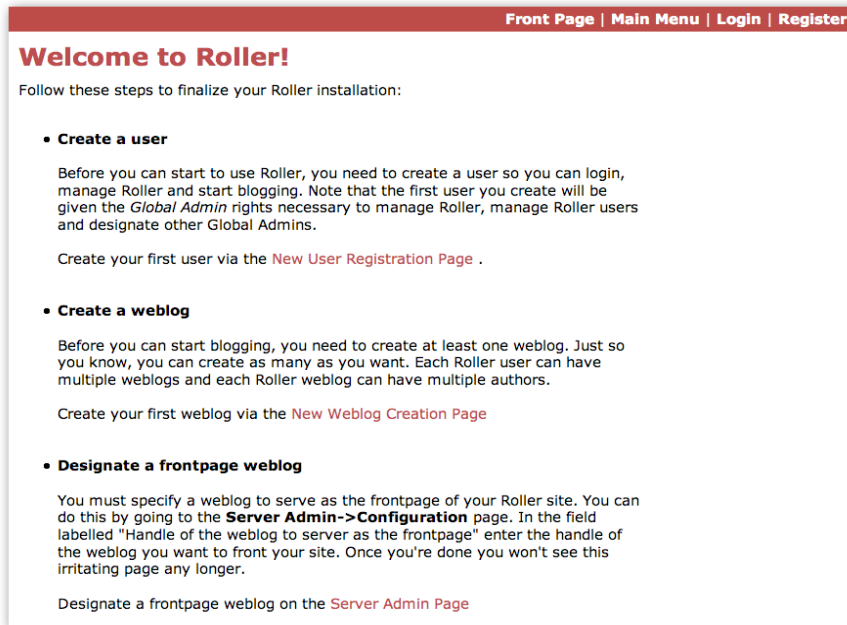 Front Page | Main Menu | Login | Register
Welcome to Roller!
Follow these steps to finalize your Roller installation:
• Create a user
Before you can start to use Roller, you need to create a user so you can login,
manage Roller and start blogging. Note that the first user you create will be
given the Global Admin rights necessary to manage Roller, manage Roller users
and designate other Global Admins.
Create your first user via the New User Registration Page .
• Create a weblog
Before you can start blogging, you need to create at least one weblog. Just so
you know, you can create as many as you want. Each Roller user can have
multiple weblogs and each Roller weblog can have multiple authors.
Create your first weblog via the New Weblog Creation Page
• Designate a frontpage weblog
You must specify a weblog to serve as the frontpage of your Roller site. You can
do this by going to the Server Admin->Configuration page. In the field
labelled "Handle of the weblog to server as the frontpage" enter the handle of
the weblog you want to front your site. Once you're done you won't see this
irritating page any longer.
Designate a frontpage weblog on the Server Admin Page